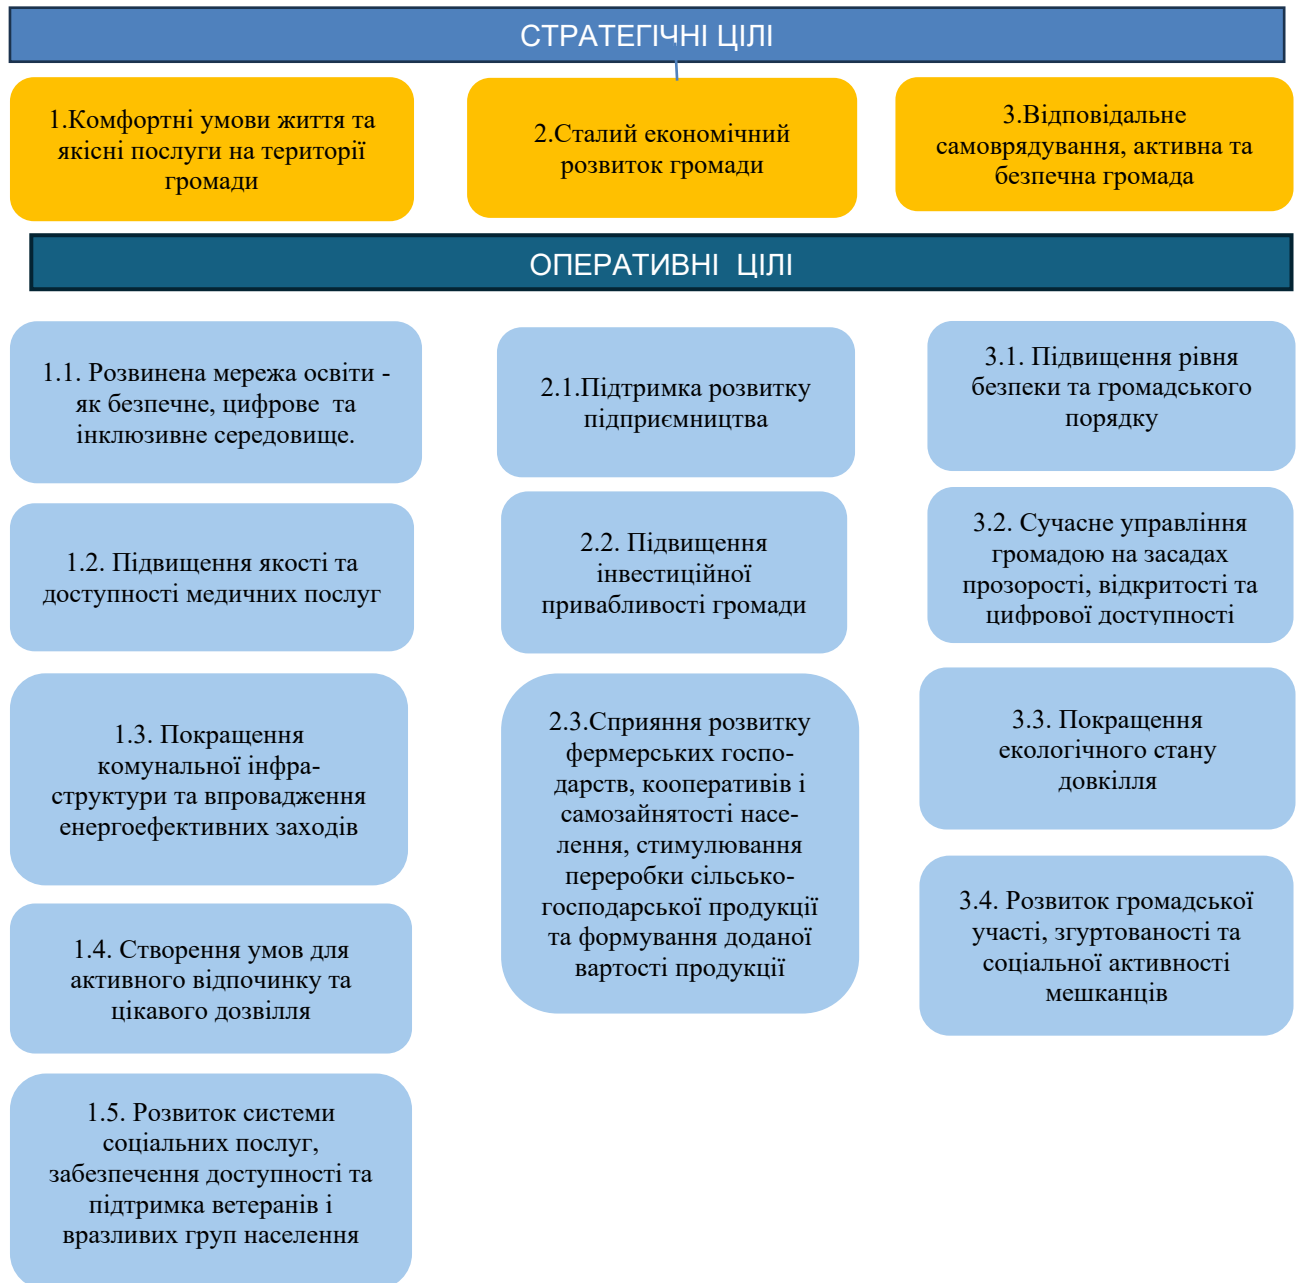 СТРАТЕГІЧНІ ЦІЛІ
1.Комфортні умови життя та
якісні послуги на території
громади
2.Сталий економічний
розвиток громади
3.Відповідальне
самоврядування, активна та
безпечна громада
ОПЕРАТИВНІ ЦІЛІ
1.1. Розвинена мережа освіти -
як безпечне, цифрове та
інклюзивне середовище.
1.2. Підвищення якості та
доступності медичних послуг
1.3. Покращення
комунальної інфра-
структури та впровадження
енергоефективних заходів
1.4. Створення умов для
активного відпочинку та
цікавого дозвілля
1.5. Розвиток системи
соціальних послуг,
забезпечення доступності та
підтримка ветеранів і
вразливих груп населення
2.1.Підтримка розвитку
підприємництва
2.2. Підвищення
інвестиційної
привабливості громади
2.3.Сприяння розвитку
фермерських госпо-
дарств, кооперативів і
самозайнятості насе-
лення, стимулювання
переробки сільсько-
господарської продукції
та формування доданої
вартості продукції
3.1. Підвищення рівня
безпеки та громадського
порядку
3.2. Сучасне управління
громадою на засадах
прозорості, відкритості та
цифрової доступності
3.3. Покращення
екологічного стану
довкілля
3.4. Розвиток громадської
участі, згуртованості та
соціальної активності
мешканців